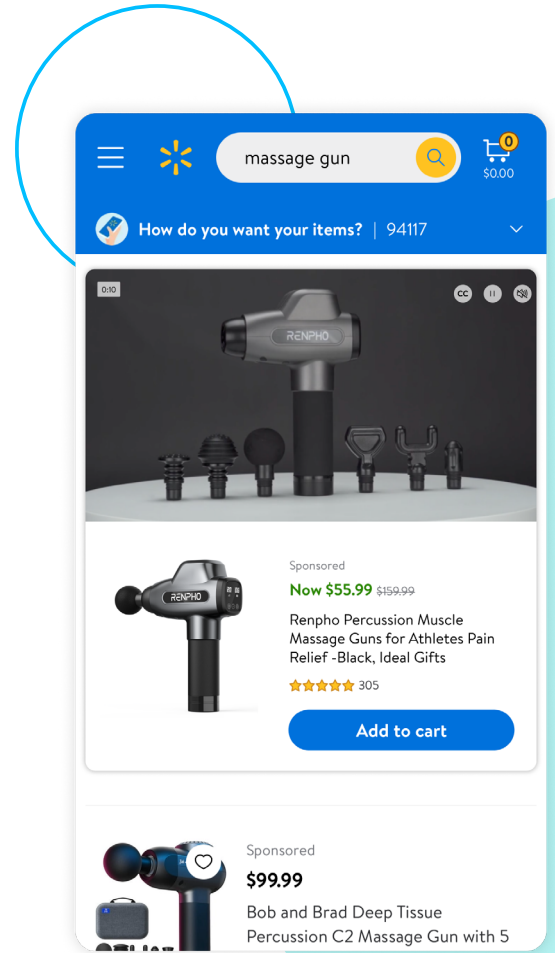 massage gun
0
$0.00
How do you want your items? | 94117
0:10
CC
RENPHO
Sponsored
Now $55.99 $159.99
RENPHO
Renpho Percussion Muscle
Massage Guns for Athletes Pain
Relief -Black, Ideal Gifts
305
Add to cart
Sponsored
$99.99
Bob and Brad Deep Tissue
Percussion C2 Massage Gun with 5